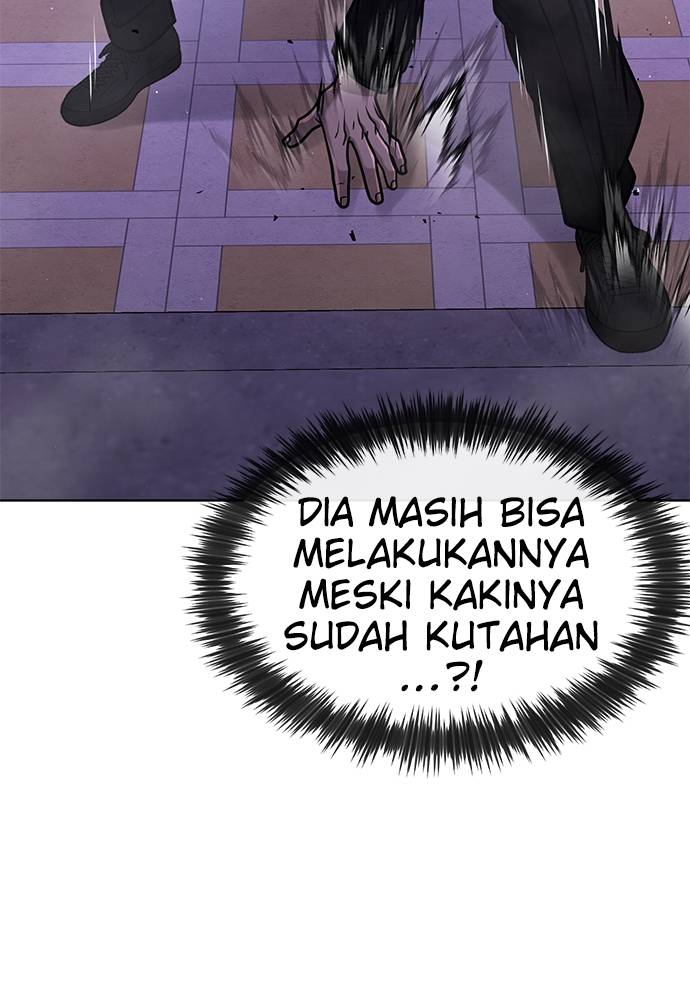 DIA MASIH BISA
MELAKUKANNYA
MESKI KAKINYA
SUDAH KUTAHAN
...?!